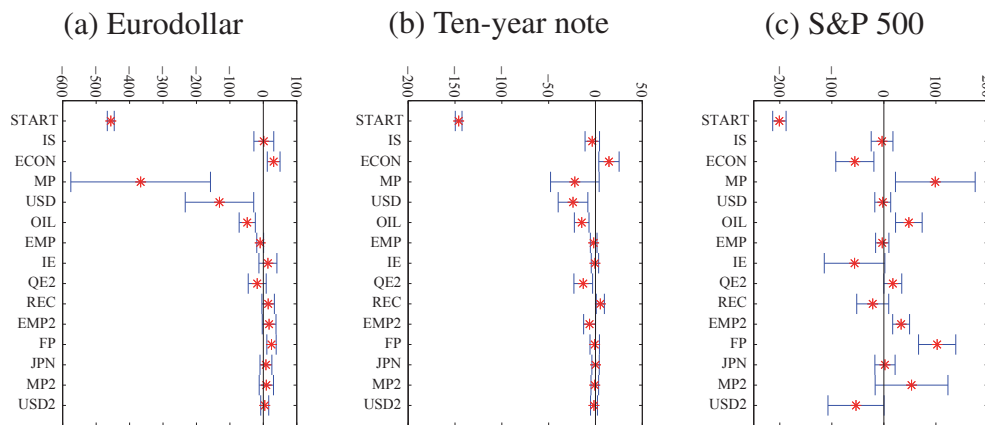 (a) Eurodollar
(b) Ten-year note
(c) S&P 500
-600 -500 -400 -300 -200 -100 0 100
-200 -150 -100 -50 0 50
-200 -100 0 100 200
START START START
IS IS IS
ECON ECON ECON
MP MP MP
USD USD USD
OIL OIL OIL
EMP EMP EMP
IE IE IE
QE2 QE2 QE2
REC REC REC
EMP2 EMP2 EMP2
FP FP FP
JPN JPN JPN
MP2 MP2 MP2
USD2 USD2 USD2